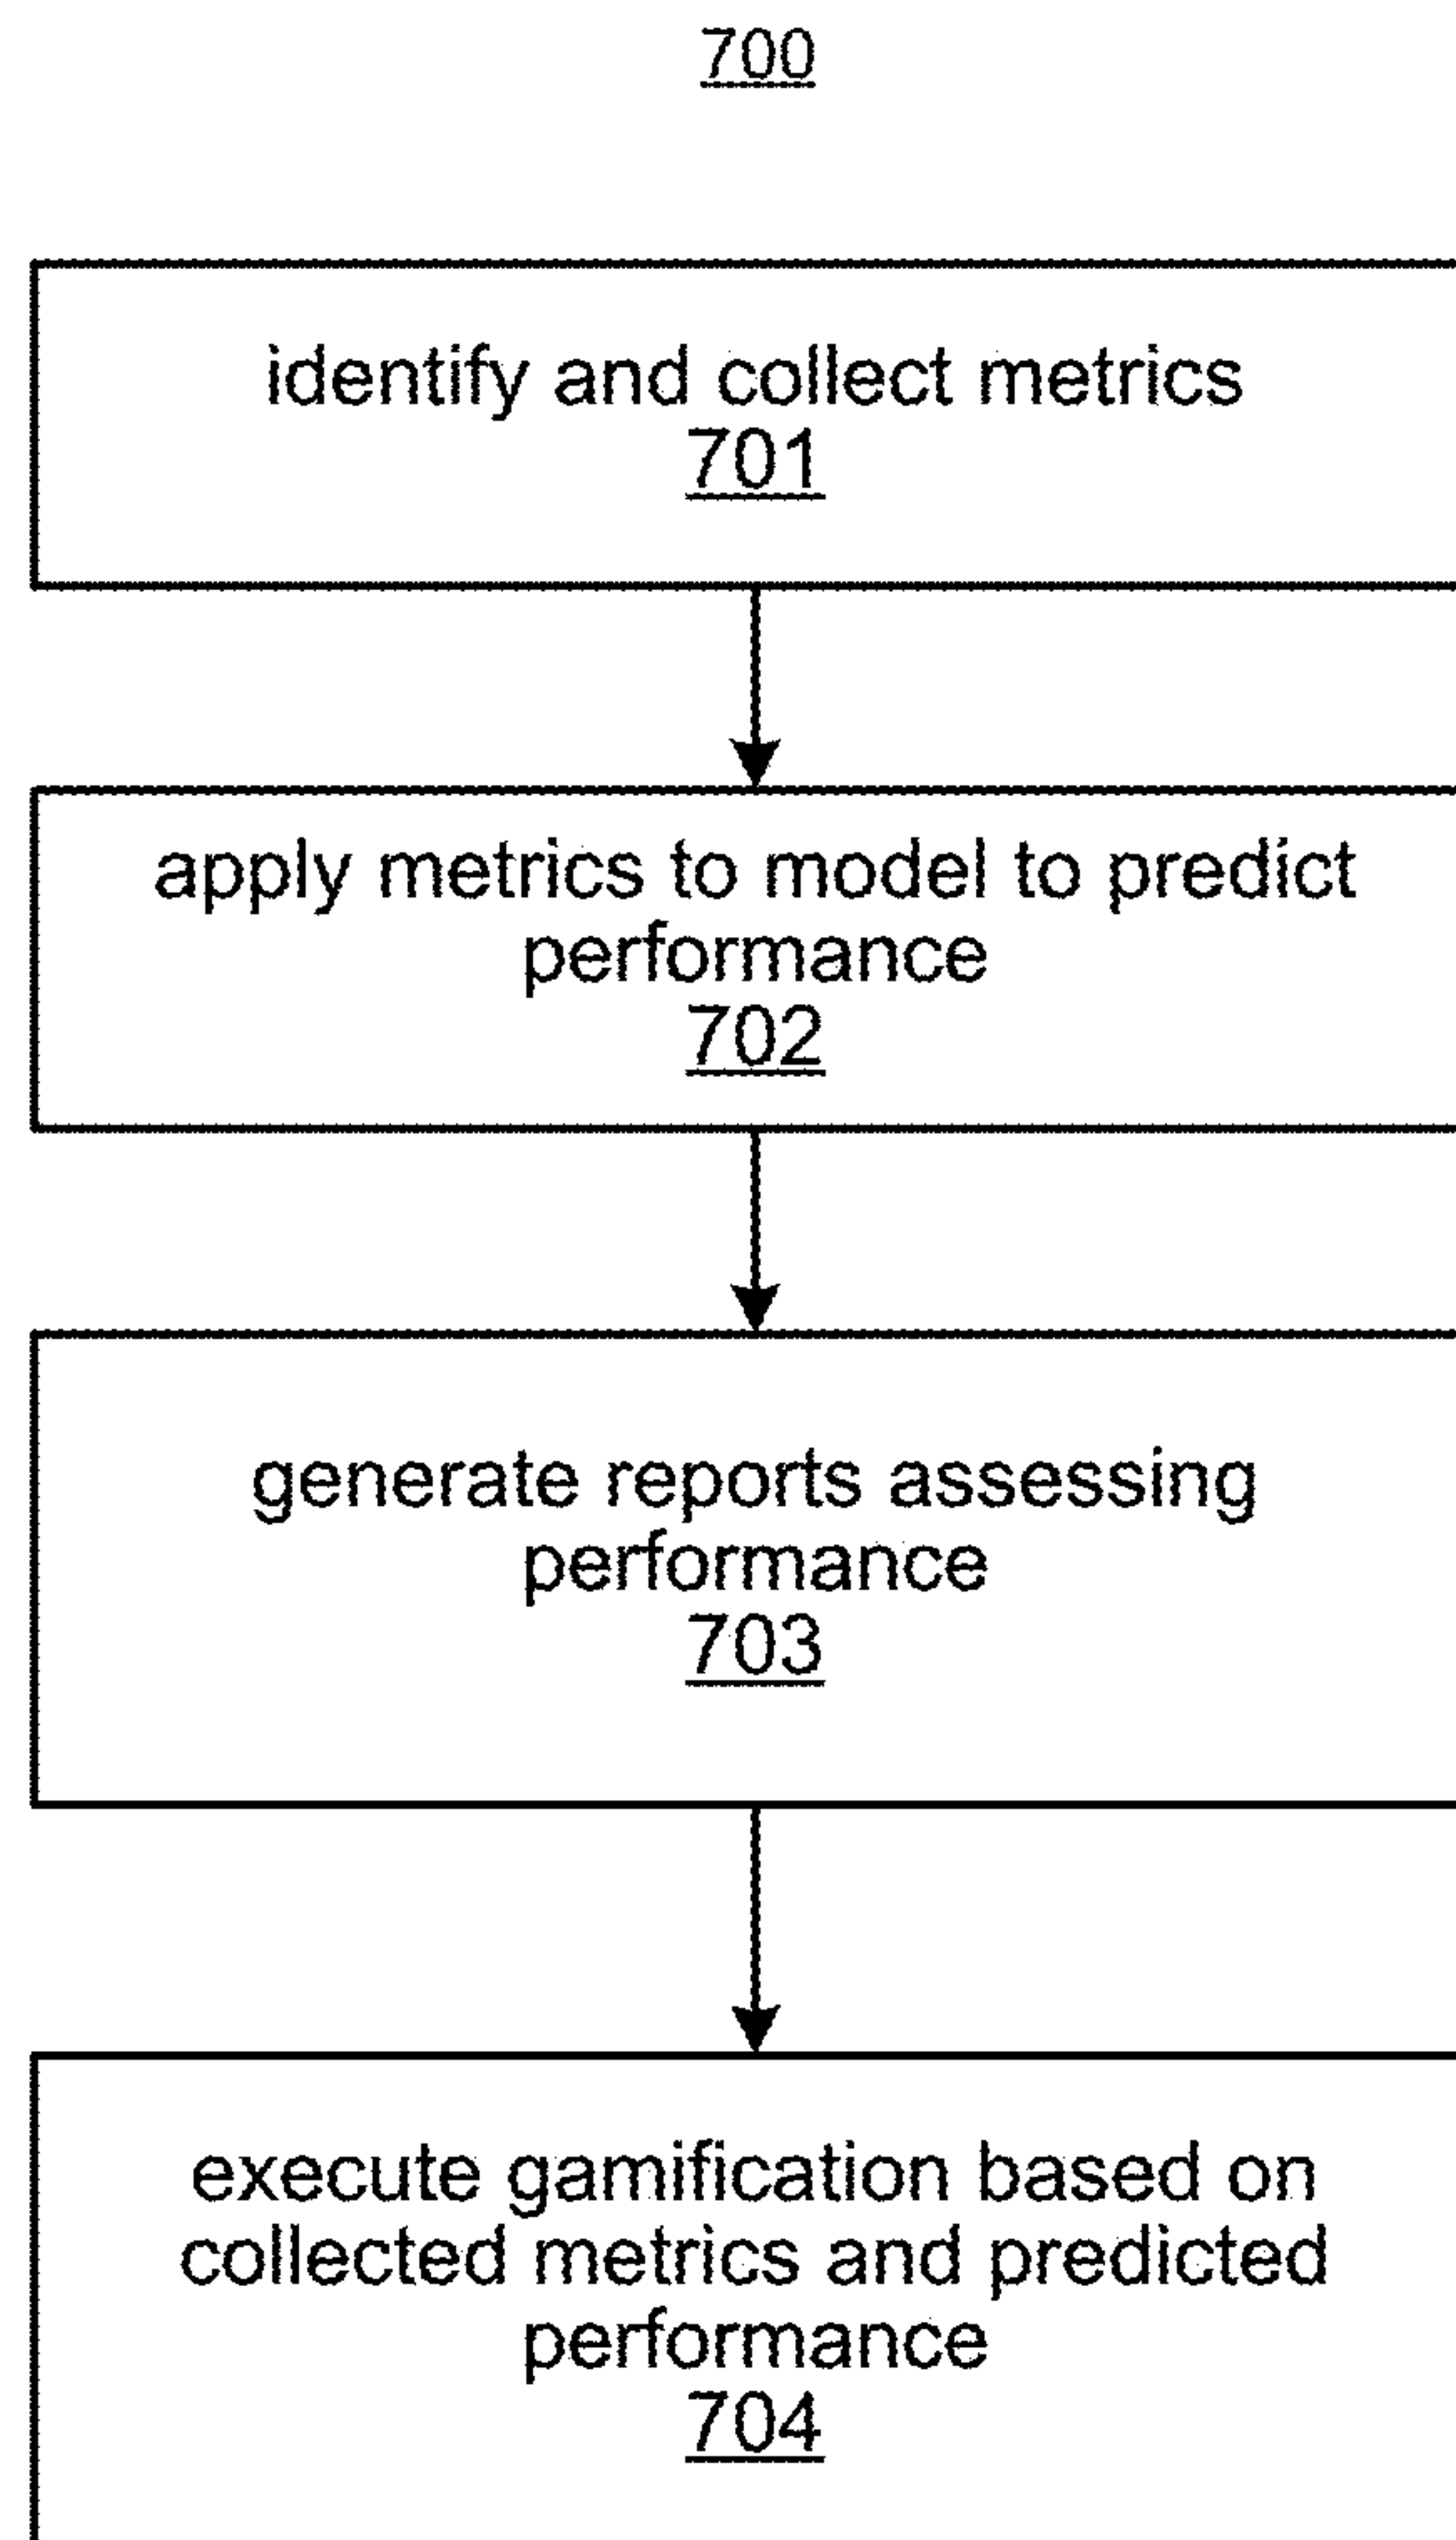 700
identify and collect metrics
701
apply metrics to model to predict
performance
702
generate reports assessing
performance
703
execute gamification based on
collected metrics and predicted
performance
704